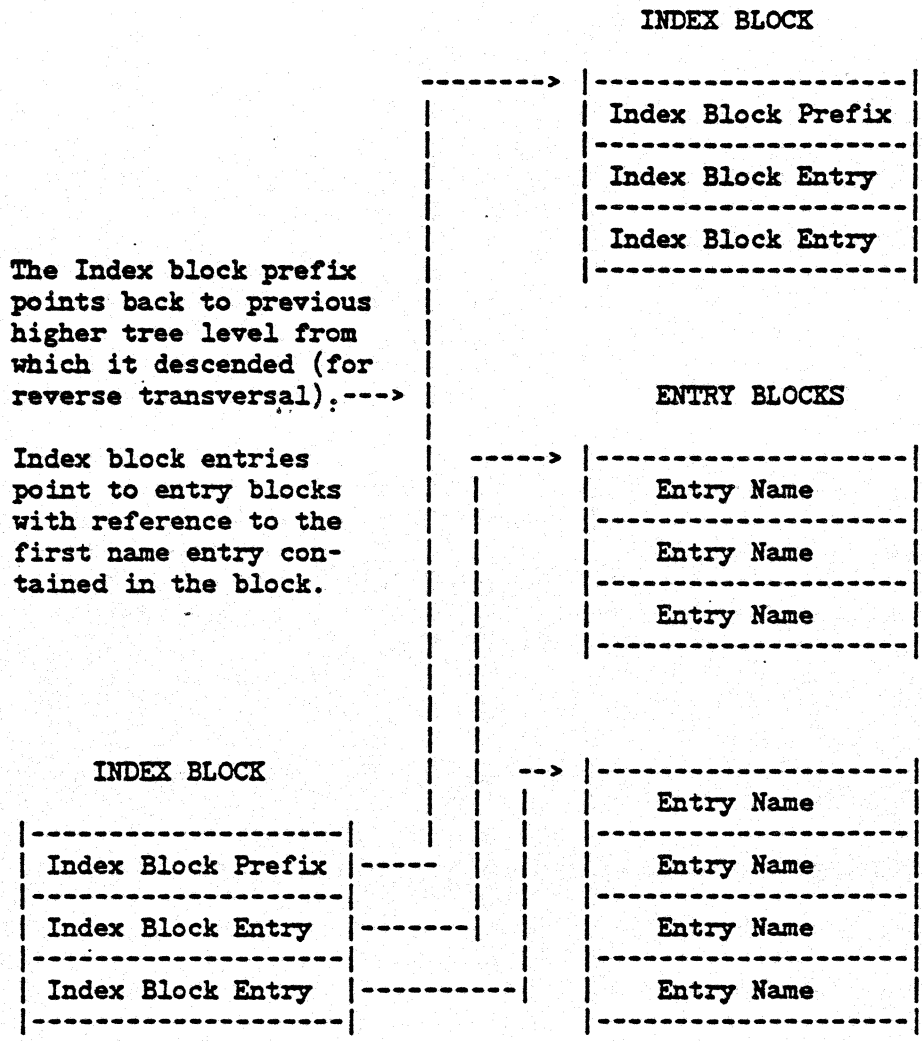 INDEX BLOCK
Index Block Prefix
Index Block Entry
Index Block Entry
The Index block prefix
points back to previous
higher tree level from
which it descended (for
reverse transversal).--->
ENTRY BLOCKS
Index block entries
point to entry blocks
with reference to the
first name entry con-
tained in the block.
Entry Name
Entry Name
Entry Name
INDEX BLOCK
Index Block Prefix
Index Block Entry
Index Block Entry
Entry Name
Entry Name
Entry Name
Entry Name